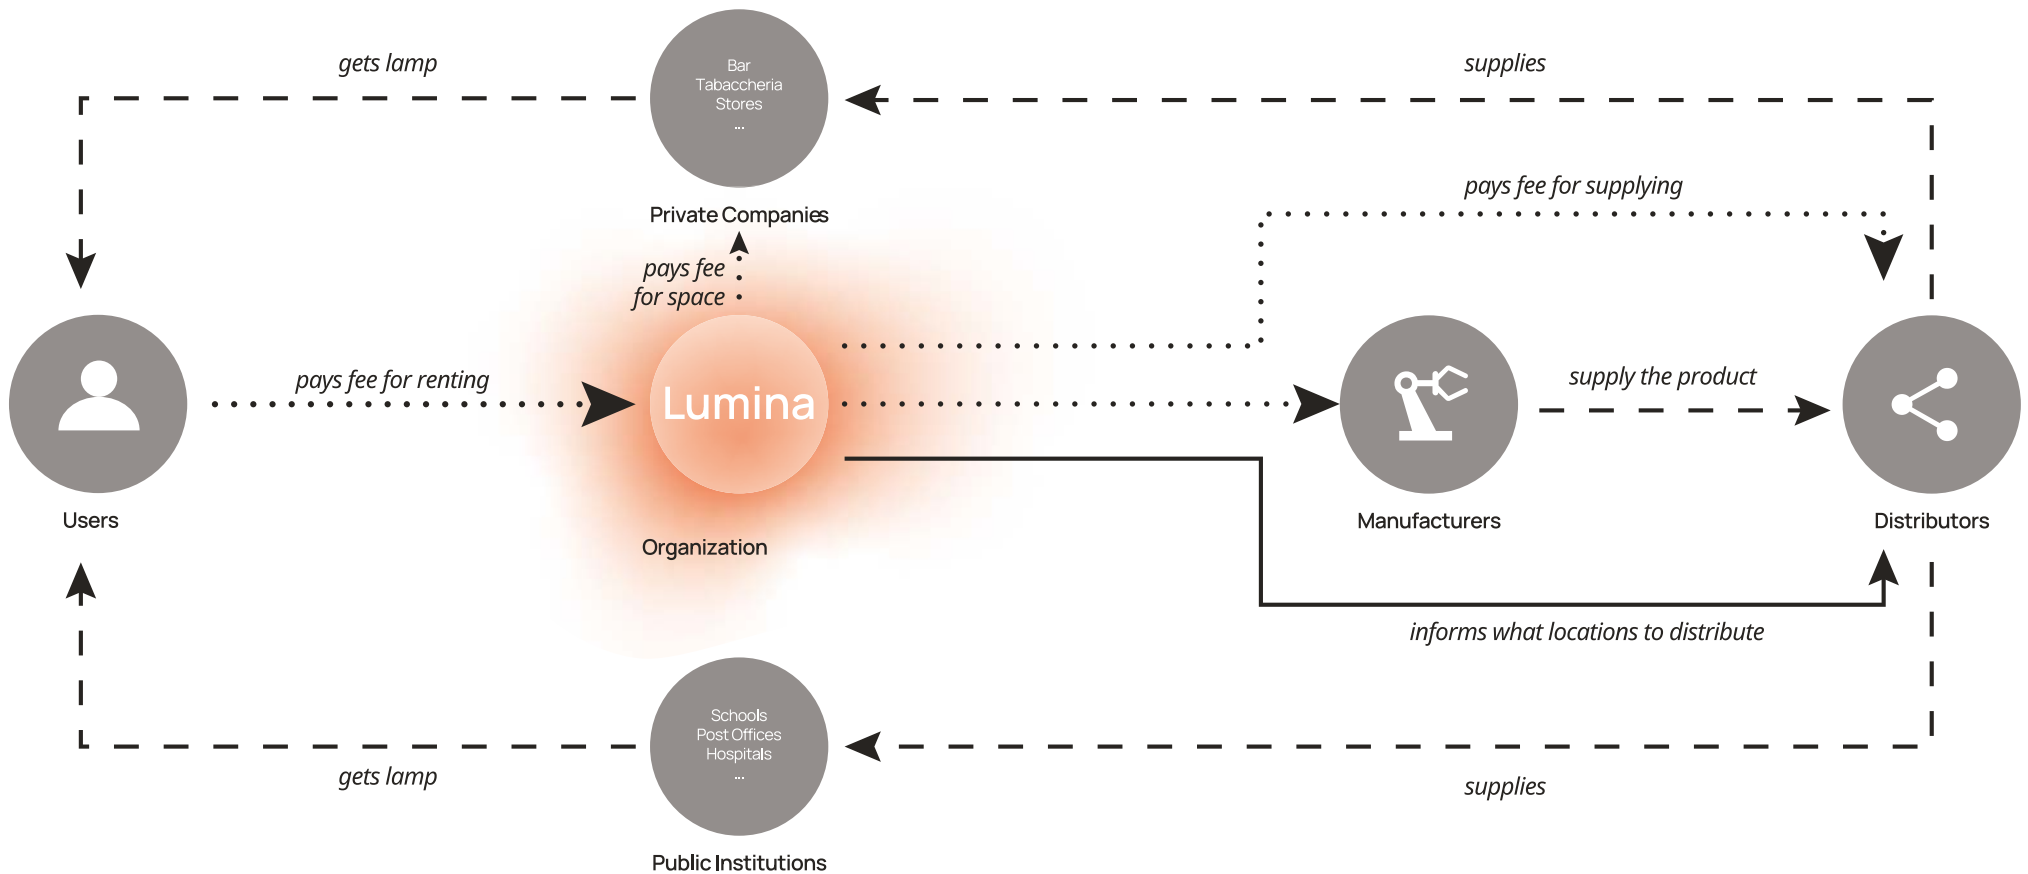 gets lamp
Bar
Tabaccheria
Stores
...
supplies
Private Companies
pays fee for supplying
pays fee
for space
pays fee for renting
Lumina
supply the product
Users
Organization
Manufacturers
Distributors
informs what locations to distribute
Schools
Post Offices
Hospitals
...
gets lamp
supplies
Public Institutions